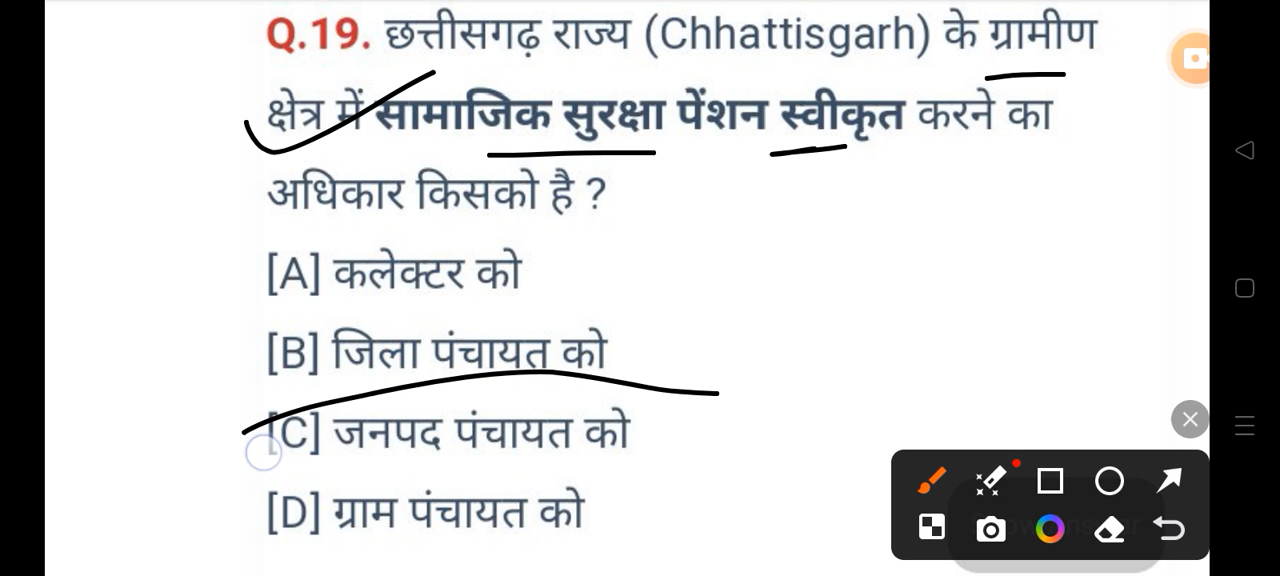 Q.19. छत्तीसगढ़ राज्य (Chhattisgarh) के ग्रामीण
क्षेत्र में सामाजिक सुरक्षा पेंशन स्वीकृत करने का
अधिकार किसको है ?
[A] कलेक्टर को
[B] जिला पंचायत को
[C] जनपद पंचायत को
[D] ग्राम पंचायत को